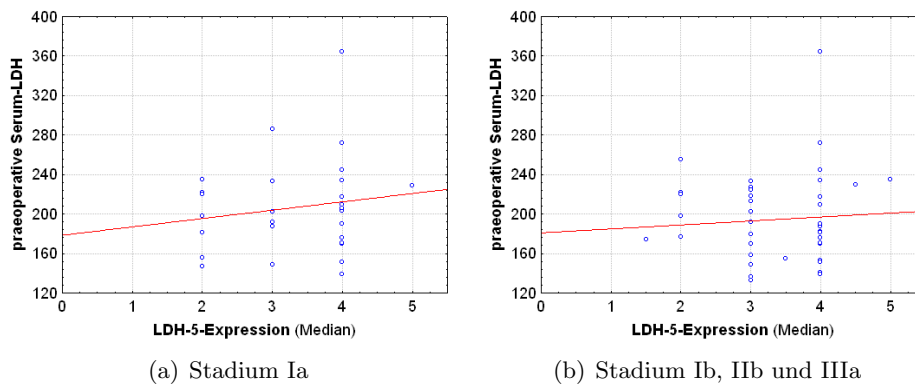 400
360
320
280
240
200
160
120
praeoperative Serum-LDH
0 1 2 3 4 5
LDH-5-Expression (Median)
(a) Stadium Ia
400
360
320
280
240
200
160
120
praeoperative Serum-LDH
0 1 2 3 4 5
LDH-5-Expression (Median)
(b) Stadium Ib, IIb und IIIa